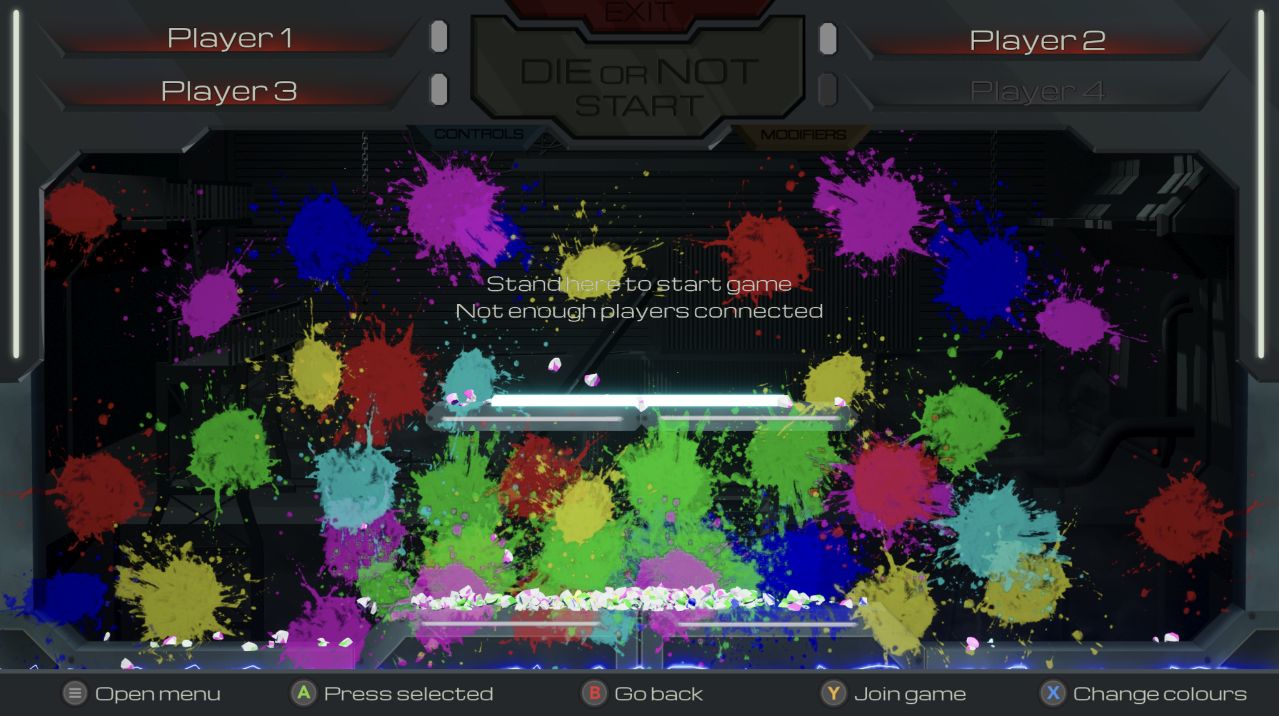 EXIT
Player 1
Player 2
DIE OR NOT
START
Player 3
Player 4
CONTROLS
MODIFIERS
Stand here to start game
Not enough players connected
Open menu
A Press selected
B Go back
Y Join game
X Change colours